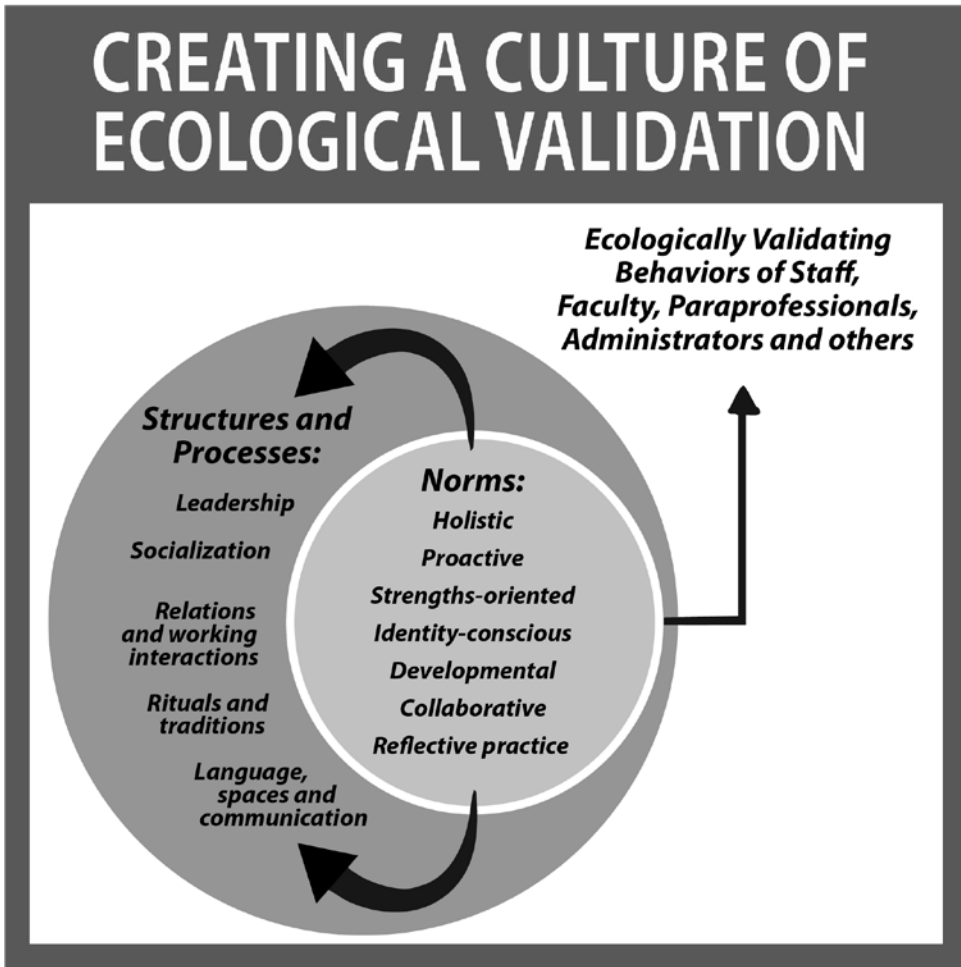 CREATING A CULTURE OF
ECOLOGICAL VALIDATION
Ecologically Validating
Behaviors of Staff,
Faculty, Paraprofessionals,
Administrators and others
Structures and
Processes:
Leadership
Socialization
Relations
and working
interactions
Rituals and
traditions
Language,
spaces and
communication
Norms:
Holistic
Proactive
Strengths-oriented
Identity-conscious
Developmental
Collaborative
Reflective practice